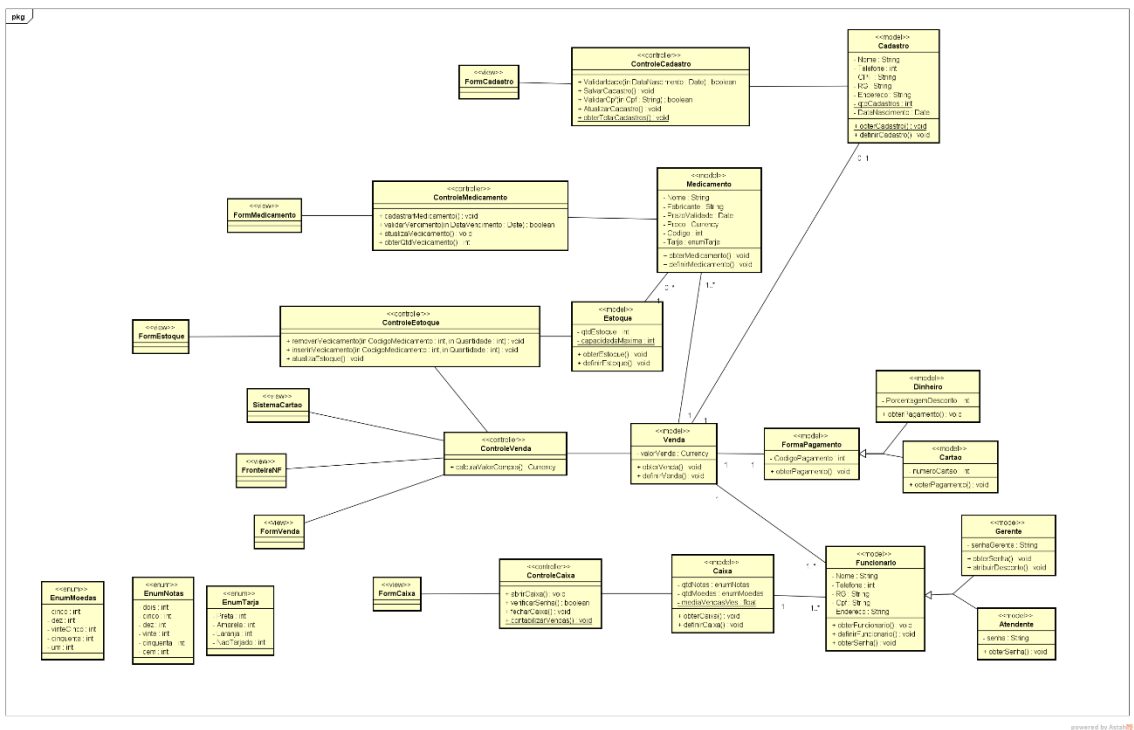 pkg
<<model>>
Cadastro
- Nome : String
- Telefone : int
- CPF : String
- RG : String
- Endereco : String
- qtdCadastros : int
- DataNascimento : Date
+ obterCadastro() : void
+ definirCadastro() : void
<<view>>
FormCadastro
<<controller>>
ControleCadastro
+ ValidarIdade(in DataNascimento : Date) : boolean
+ SalvarCadastro() : void
+ ValidarCpf(in Cpf : String) : boolean
+ AtualizarCadastro() : void
+ obterTotalCadastros() : void
0..1
<<view>>
FormMedicamento
<<controller>>
ControleMedicamento
+ cadastrarMedicamento() : void
+ validarVencimento(in DataVencimento : Date) : boolean
+ atualizaMedicamento() : void
+ obterQtdMedicamento() : int
<<model>>
Medicamento
- Nome : String
- Fabricante : String
- PrazoValidade : Date
- Preco : Currency
- Codigo : int
- Tarja : enumTarja
+ obterMedicamento() : void
+ definirMedicamento() : void
0..*
1..*
1
<<view>>
FormEstoque
<<controller>>
ControleEstoque
+ removerMedicamento(in CodigoMedicamento : int, in Quantidade : int) : void
+ inserirMedicamento(in CodigoMedicamento : int, in Quantidade : int) : void
+ atualizaEstoque() : void
<<model>>
Estoque
- qtdEstoque : int
- capacidadeMaxima : int
+ obterEstoque() : void
+ definirEstoque() : void
<<view>>
SistemaCartao
<<view>>
FronteiraNF
<<view>>
FormVenda
<<controller>>
ControleVenda
+ calculaValorCompra() : Currency
1
1
<<model>>
Venda
- valorVenda : Currency
+ obterVenda() : void
+ definirVenda() : void
1
1
1
<<model>>
FormaPagamento
- CodigoPagamento : int
+ obterPagamento() : void
<<model>>
Dinheiro
- PorcentagemDesconto : int
+ obterPagamento() : void
<<model>>
Cartao
- numeroCartao : int
+ obterPagamento() : void
<<view>>
FormCaixa
<<controller>>
ControleCaixa
+ abrirCaixa() : void
+ verificarSenha() : boolean
+ fecharCaixa() : void
+ contabilizarVendas() : void
<<model>>
Caixa
- qtdNotas : enumNotas
- qtdMoedas : enumMoedas
- mediaVendasMes : float
+ obterCaixa() : void
+ definirCaixa() : void
1
1..*
1..*
<<model>>
Funcionario
- Nome : String
- Telefone : int
- RG : String
- Cpf : String
- Endereco : String
+ obterFuncionario() : void
+ definirFuncionario() : void
+ obterSenha() : void
<<model>>
Gerente
- senhaGerente : String
+ obterSenha() : void
+ atribuirDesconto() : void
<<model>>
Atendente
- senha : String
+ obterSenha() : void
<<enum>>
EnumMoedas
- cinco : int
- dez : int
- vinteCinco : int
- cinquenta : int
- um : int
<<enum>>
EnumNotas
- dois : int
- cinco : int
- dez : int
- vinte : int
- cinquenta : int
- cem : int
<<enum>>
EnumTarja
- Preta : int
- Amarela : int
- Laranja : int
- NaoTarjado : int
powered by Astah